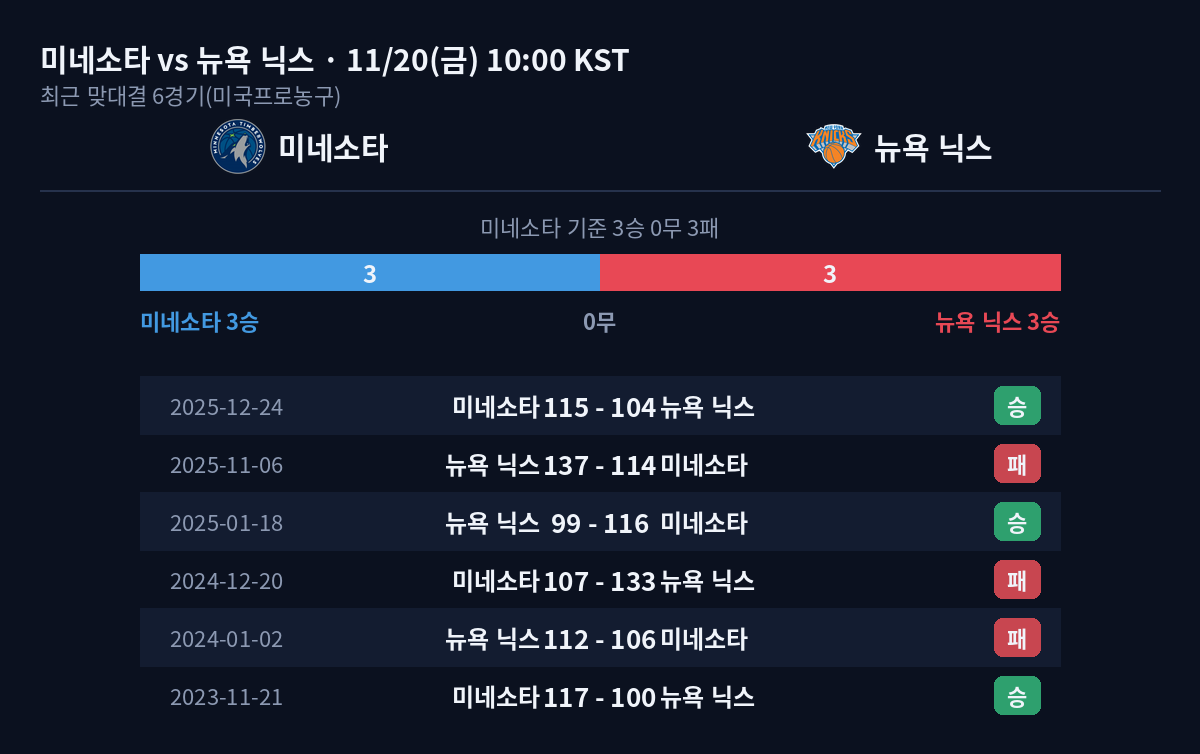 미네소타 vs 뉴욕 닉스 · 11/20(금) 10:00 KST
최근 맞대결 6경기(미국프로농구)
MINNESOTA TIMBERWOLVES 미네소타
NEW YORK KNICKS 뉴욕 닉스
미네소타 기준 3승 0무 3패
3 3
미네소타 3승 0무 뉴욕 닉스 3승
2025-12-24 미네소타 115 - 104 뉴욕 닉스 승
2025-11-06 뉴욕 닉스 137 - 114 미네소타 패
2025-01-18 뉴욕 닉스 99 - 116 미네소타 승
2024-12-20 미네소타 107 - 133 뉴욕 닉스 패
2024-01-02 뉴욕 닉스 112 - 106 미네소타 패
2023-11-21 미네소타 117 - 100 뉴욕 닉스 승